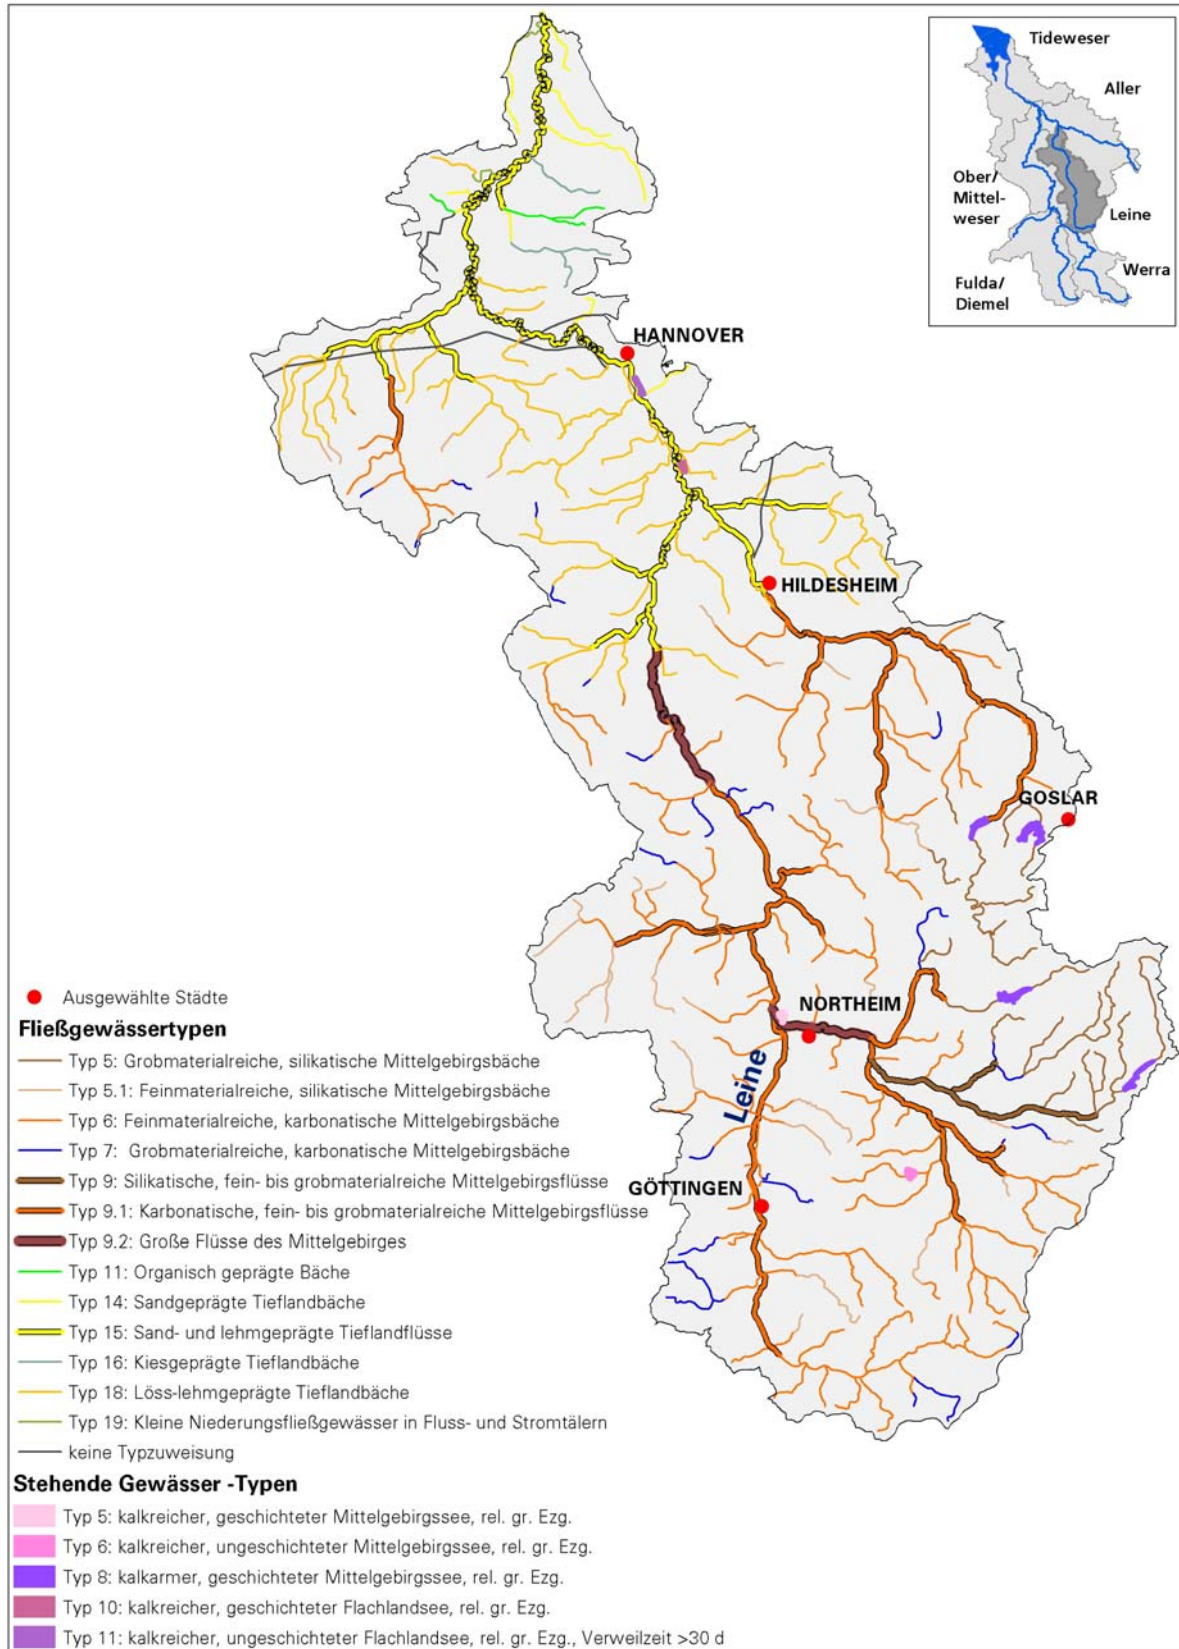 Tideweser
Aller
Ober/
Mittel-
weser
Leine
Werra
Fulda/
Diemel
HANNOVER
HILDESHEIM
GOSLAR
NORTHEIM
Leine
GÖTTINGEN
Ausgewählte Städte
Fließgewässertypen
Typ 5: Grobmaterialreiche, silikatische Mittelgebirgsbäche
Typ 5.1: Feinmaterialreiche, silikatische Mittelgebirgsbäche
Typ 6: Feinmaterialreiche, karbonatische Mittelgebirgsbäche
Typ 7: Grobmaterialreiche, karbonatische Mittelgebirgsbäche
Typ 9: Silikatische, fein- bis grobmaterialreiche Mittelgebirgsflüsse
Typ 9.1: Karbonatische, fein- bis grobmaterialreiche Mittelgebirgsflüsse
Typ 9.2: Große Flüsse des Mittelgebirges
Typ 11: Organisch geprägte Bäche
Typ 14: Sandgeprägte Tieflandbäche
Typ 15: Sand- und lehmgeprägte Tieflandflüsse
Typ 16: Kiesgeprägte Tieflandbäche
Typ 18: Löss-lehmgeprägte Tieflandbäche
Typ 19: Kleine Niederungsfließgewässer in Fluss- und Stromtälern
keine Typzuweisung
Stehende Gewässer -Typen
Typ 5: kalkreicher, geschichteter Mittelgebirgssee, rel. gr. Ezg.
Typ 6: kalkreicher, ungeschichteter Mittelgebirgssee, rel. gr. Ezg.
Typ 8: kalkarmer, geschichteter Mittelgebirgssee, rel. gr. Ezg.
Typ 10: kalkreicher, geschichteter Flachlandsee, rel. gr. Ezg.
Typ 11: kalkreicher, ungeschichteter Flachlandsee, rel. gr. Ezg., Verweilzeit >30 d